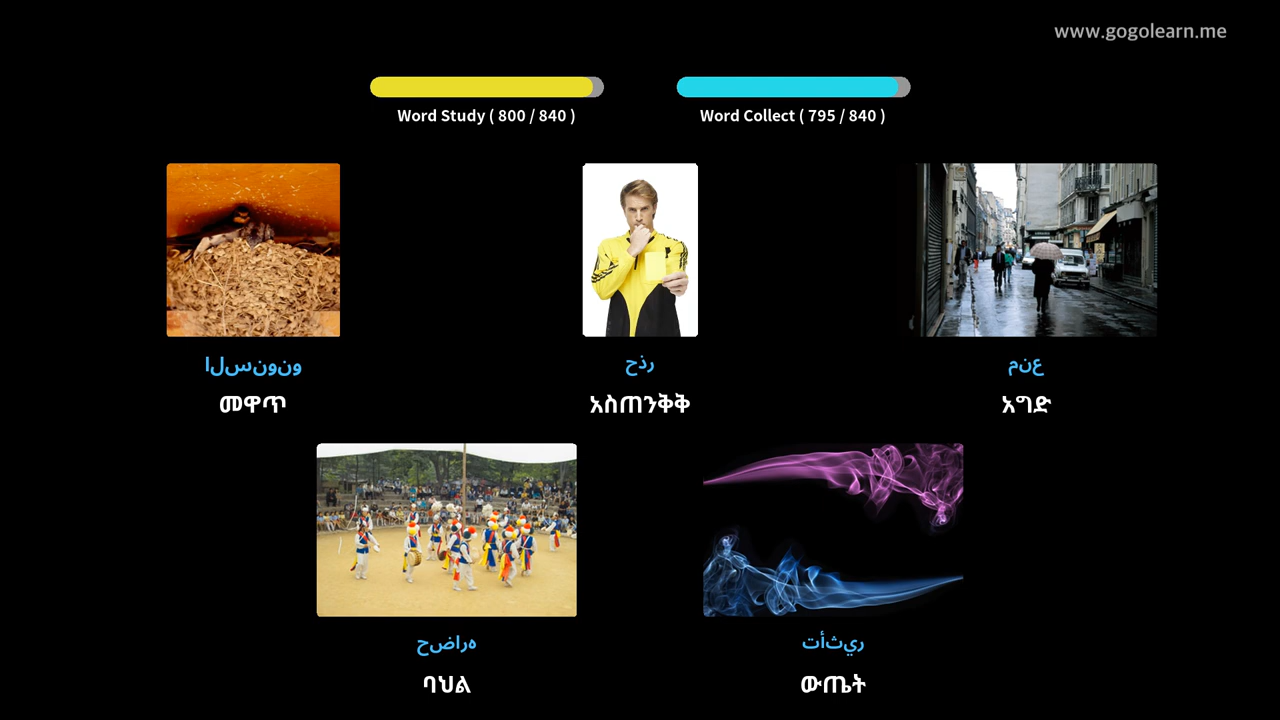 www.gogolearn.me
Word Study ( 800 / 840 )
Word Collect ( 795 / 840 )
السنونو
መዋጥ
حذر
አስጠንቅቅ
منع
አግድ
حضاره
ባህል
تأثير
ውጤት